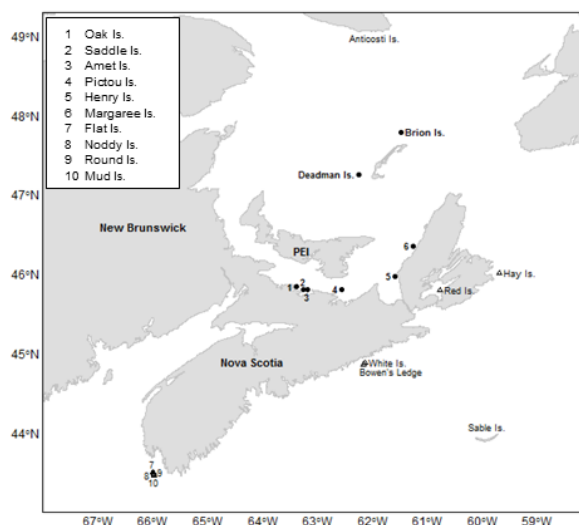 1 Oak Is.
2 Saddle Is.
3 Amet Is.
4 Pictou Is.
5 Henry Is.
6 Margaree Is.
7 Flat Is.
8 Noddy Is.
9 Round Is.
10 Mud Is.
49°N
Anticosti Is.
48°N
Brion Is.
Deadman Is.
47°N
New Brunswick
PEI
6
46°N
Hay Is.
5
Red Is.
1
2
3
4
45°N
Nova Scotia
White Is.
Bowen's Ledge
44°N
Sable Is.
7
8
9
10
67°W 66°W 65°W 64°W 63°W 62°W 61°W 60°W 59°W